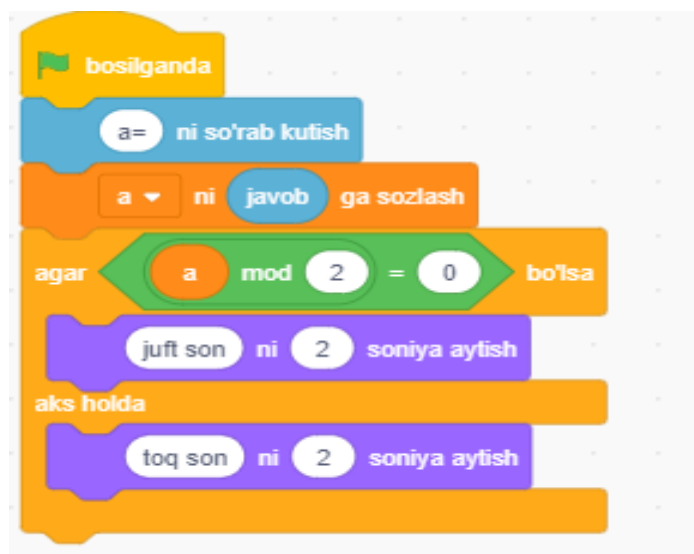 bosilganda
a= ni so'rab kutish
a ni javob ga sozlash
agar a mod 2 = 0 bo'lsa
juft son ni 2 soniya aytish
aks holda
toq son ni 2 soniya aytish